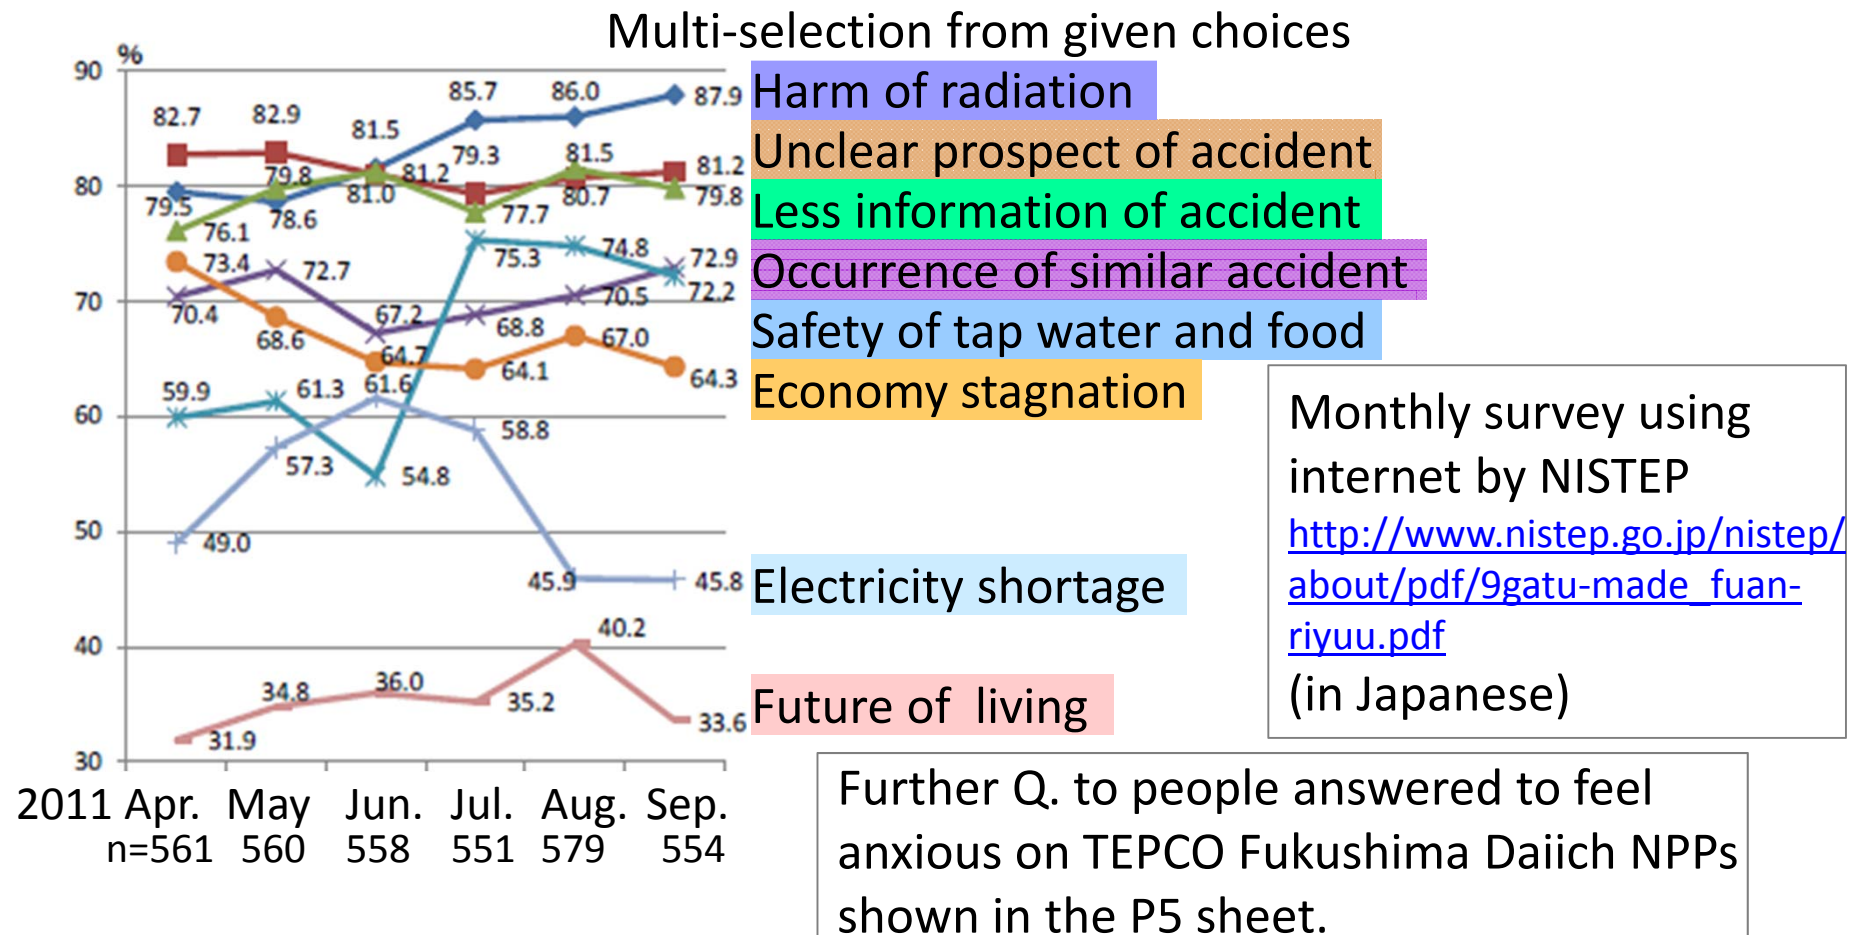 Multi-selection from given choices
%
90
80
70
60
50
40
30
82.7 82.9 81.5 79.3 80.7 81.2
79.5 78.6 81.5 85.7 86.0 87.9
76.1 79.8 81.0 81.2 77.7 79.8
73.4 68.6 64.7 64.1 67.0 64.3
70.4 72.7 67.2 68.8 70.5 72.9
59.9 61.3 54.8 75.3 74.8 72.2
49.0 57.3 61.6 58.8 45.9 45.8
31.9 34.8 36.0 35.2 40.2 33.6
Harm of radiation
Unclear prospect of accident
Less information of accident
Occurrence of similar accident
Safety of tap water and food
Economy stagnation
Electricity shortage
Future of living
2011 Apr. May Jun. Jul. Aug. Sep.
n=561 560 558 551 579 554
Monthly survey using
internet by NISTEP
http://www.nistep.go.jp/nistep/
about/pdf/9gatu-made_fuan-
riyuu.pdf
(in Japanese)
Further Q. to people answered to feel
anxious on TEPCO Fukushima Daiich NPPs
shown in the P5 sheet.